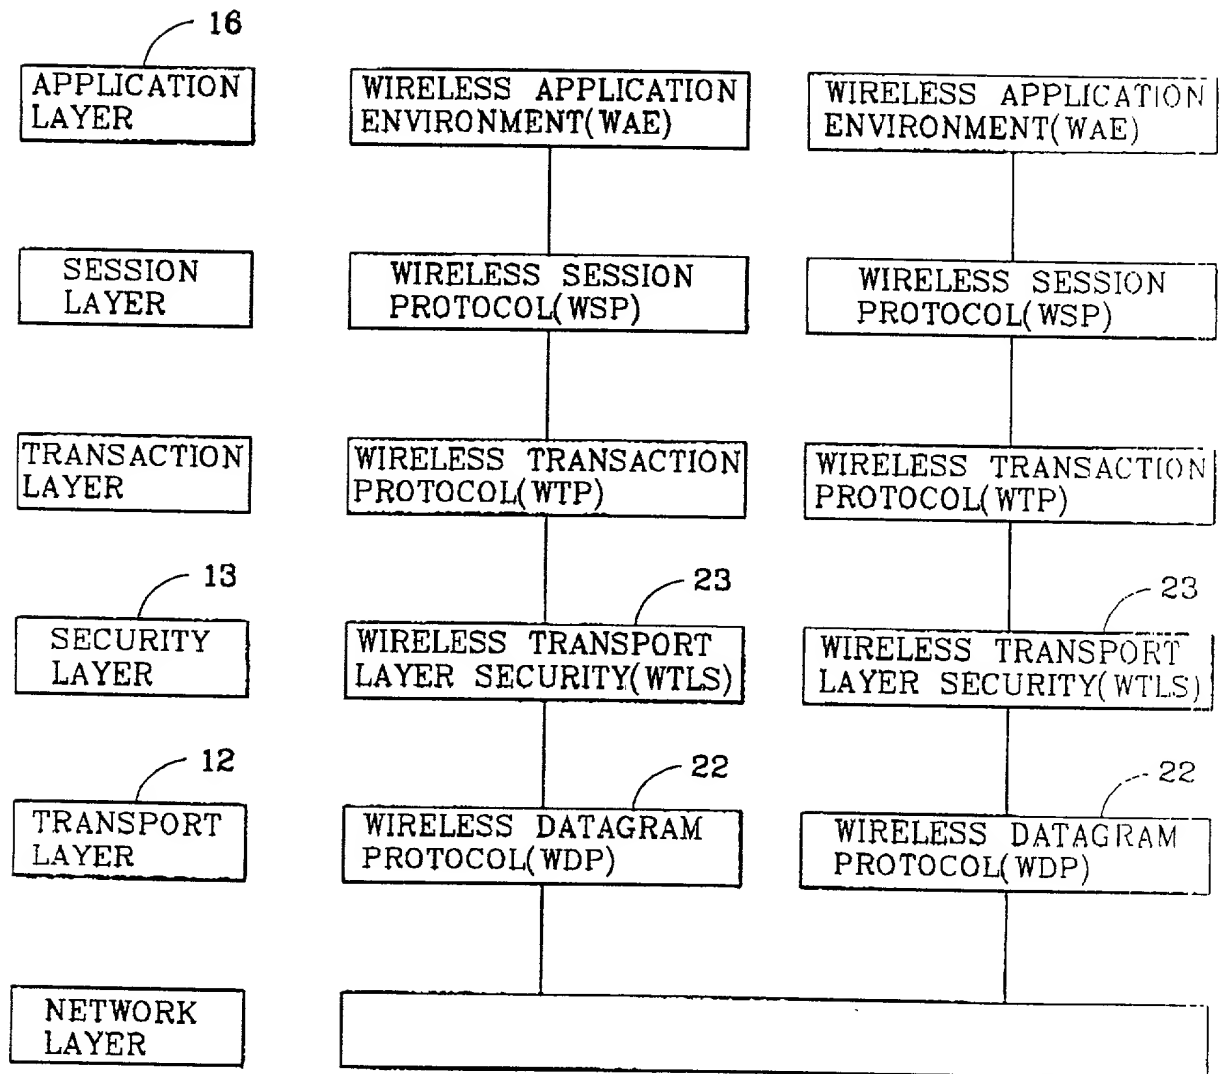 16
APPLICATION
LAYER
WIRELESS APPLICATION
ENVIRONMENT(WAE)
WIRELESS APPLICATION
ENVIRONMENT(WAE)
SESSION
LAYER
WIRELESS SESSION
PROTOCOL(WSP)
WIRELESS SESSION
PROTOCOL(WSP)
TRANSACTION
LAYER
WIRELESS TRANSACTION
PROTOCOL(WTP)
WIRELESS TRANSACTION
PROTOCOL(WTP)
13
23
23
SECURITY
LAYER
WIRELESS TRANSPORT
LAYER SECURITY(WTLS)
WIRELESS TRANSPORT
LAYER SECURITY(WTLS)
12
22
22
TRANSPORT
LAYER
WIRELESS DATAGRAM
PROTOCOL(WDP)
WIRELESS DATAGRAM
PROTOCOL(WDP)
NETWORK
LAYER